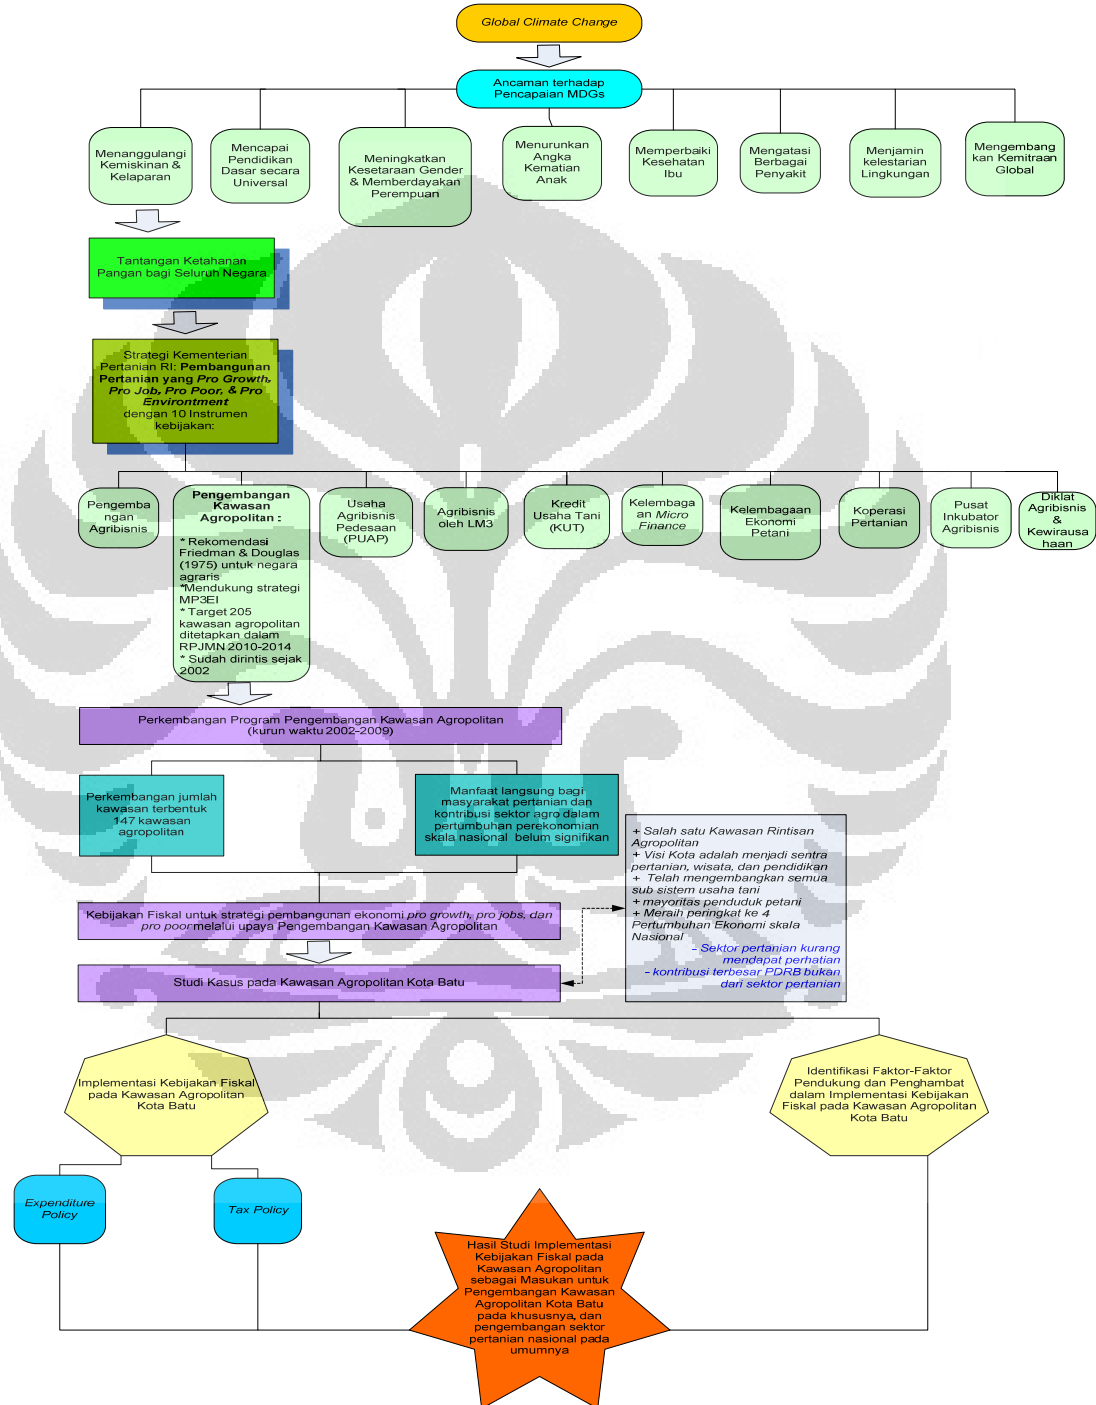 Global Climate Change
Ancaman terhadap
Pencapaian MDGs
Menanggulangi
Kemiskinan &
Kelaparan
Mencapai
Pendidikan
Dasar secara
Universal
Meningkatkan
Kesetaraan Gender
& Memberdayakan
Perempuan
Menurunkan
Angka
Kematian
Anak
Memperbaiki
Kesehatan
Ibu
Mengatasi
Berbagai
Penyakit
Menjamin
kelestarian
Lingkungan
Mengembang
kan Kemitraan
Global
Tantangan Ketahanan
Pangan bagi Seluruh Negara
Strategi Kementerian
Pertanian RI: Pembangunan
Pertanian yang Pro Growth,
Pro Job, Pro Poor, & Pro
Environtment
dengan 10 Instrumen
kebijakan:
Pengemba
ngan
Agribisnis
Pengembangan
Kawasan
Agropolitan :
* Rekomendasi
Friedman & Douglas
(1975) untuk negara
agraris
*Mendukung strategi
MP3EI
* Target 205
kawasan agropolitan
ditetapkan dalam
RPJMN 2010-2014
* Sudah dirintis sejak
2002
Usaha
Agribisnis
Pedesaan
(PUAP)
Agribisnis
oleh LM3
Kredit
Usaha Tani
(KUT)
Kelembaga
an Micro
Finance
Kelembagaan
Ekonomi
Petani
Koperasi
Pertanian
Pusat
Inkubator
Agribisnis
Diklat
Agribisnis
&
Kewirausa
haan
Perkembangan Program Pengembangan Kawasan Agropolitan
(kurun waktu 2002-2009)
Perkembangan jumlah
kawasan terbentuk
147 kawasan
agropolitan
Manfaat langsung bagi
masyarakat pertanian dan
kontribusi sektor agro dalam
pertumbuhan perekonomian
skala nasional belum signifikan
+ Salah satu Kawasan Rintisan
Agropolitan
+ Visi Kota adalah menjadi sentra
pertanian, wisata, dan pendidikan
+ Telah mengembangkan semua
sub sistem usaha tani
+ mayoritas penduduk petani
+ Meraih peringkat ke 4
Pertumbuhan Ekonomi skala
Nasional
- Sektor pertanian kurang
mendapat perhatian
- kontribusi terbesar PDRB bukan
dari sektor pertanian
Kebijakan Fiskal untuk strategi pembangunan ekonomi pro growth, pro jobs, dan
pro poor melalui upaya Pengembangan Kawasan Agropolitan
Studi Kasus pada Kawasan Agropolitan Kota Batu
Implementasi Kebijakan Fiskal
pada Kawasan Agropolitan
Kota Batu
Identifikasi Faktor-Faktor
Pendukung dan Penghambat
dalam Implementasi Kebijakan
Fiskal pada Kawasan Agropolitan
Kota Batu
Expenditure
Policy
Tax Policy
Hasil Studi Implementasi
Kebijakan Fiskal pada
Kawasan Agropolitan
sebagai Masukan untuk
Pengembangan Kawasan
Agropolitan Kota Batu
pada khususnya, dan
pengembangan sektor
pertanian nasional pada
umumnya